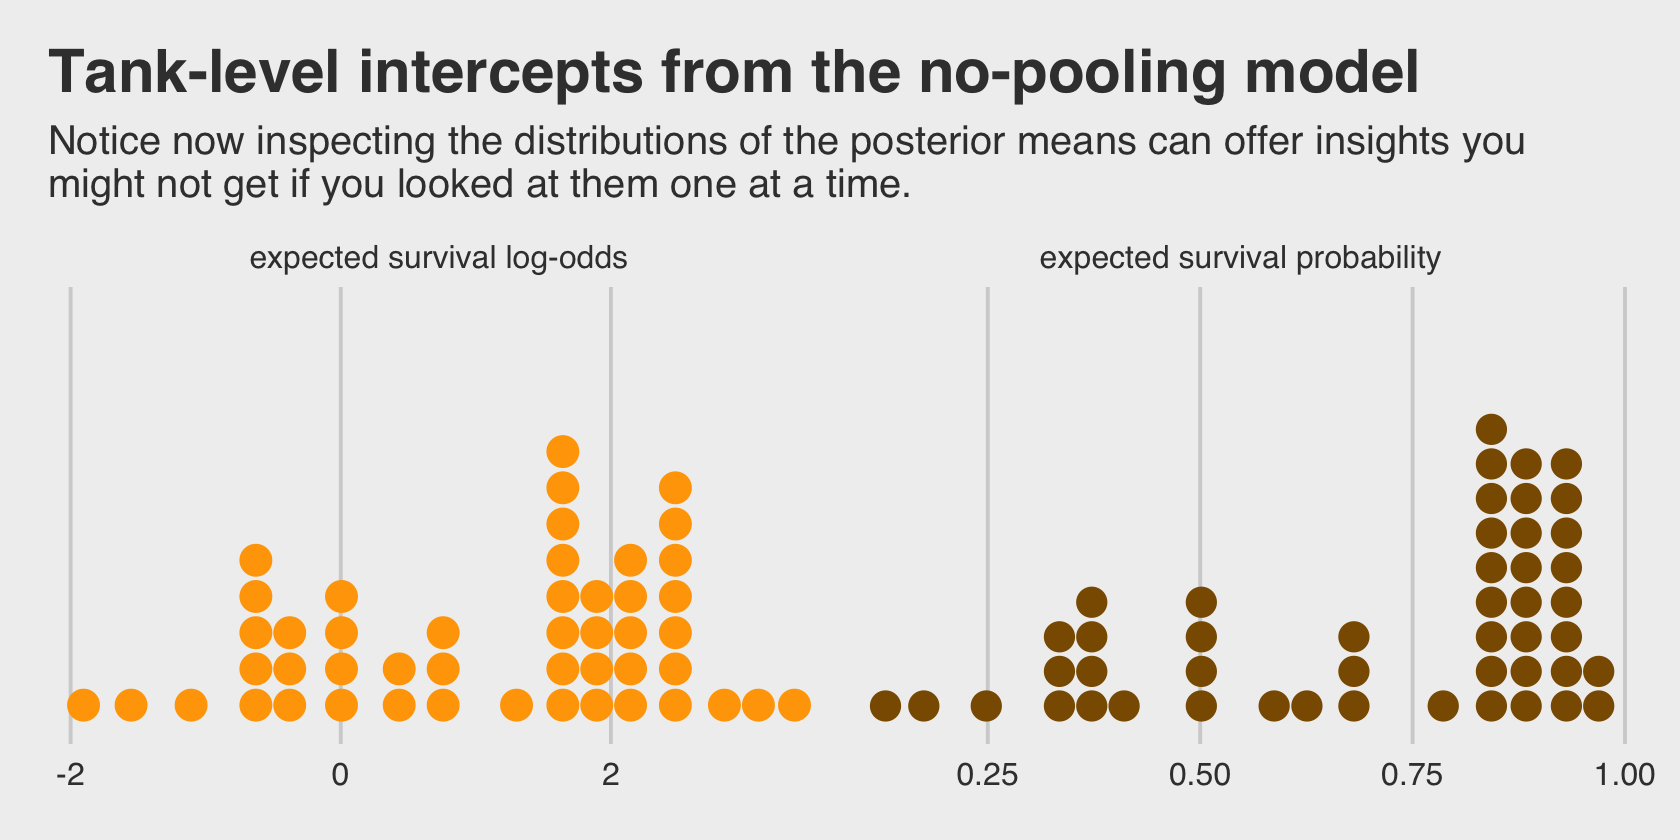 Tank-level intercepts from the no-pooling model
Notice now inspecting the distributions of the posterior means can offer insights you
might not get if you looked at them one at a time.
expected survival log-odds
expected survival probability
-2 0 2
0.25 0.50 0.75 1.00